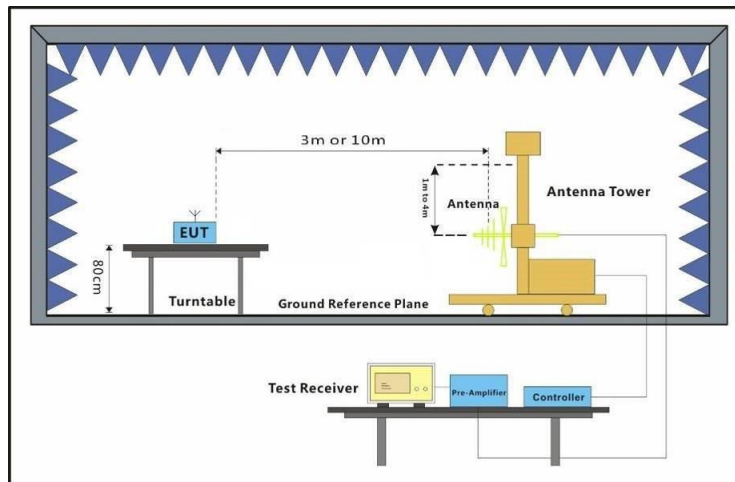 3m or 10m
1m to 4m
Antenna
Antenna Tower
EUT
80cm
Turntable
Ground Reference Plane
Test Receiver
Pre-Amplifier
Controller